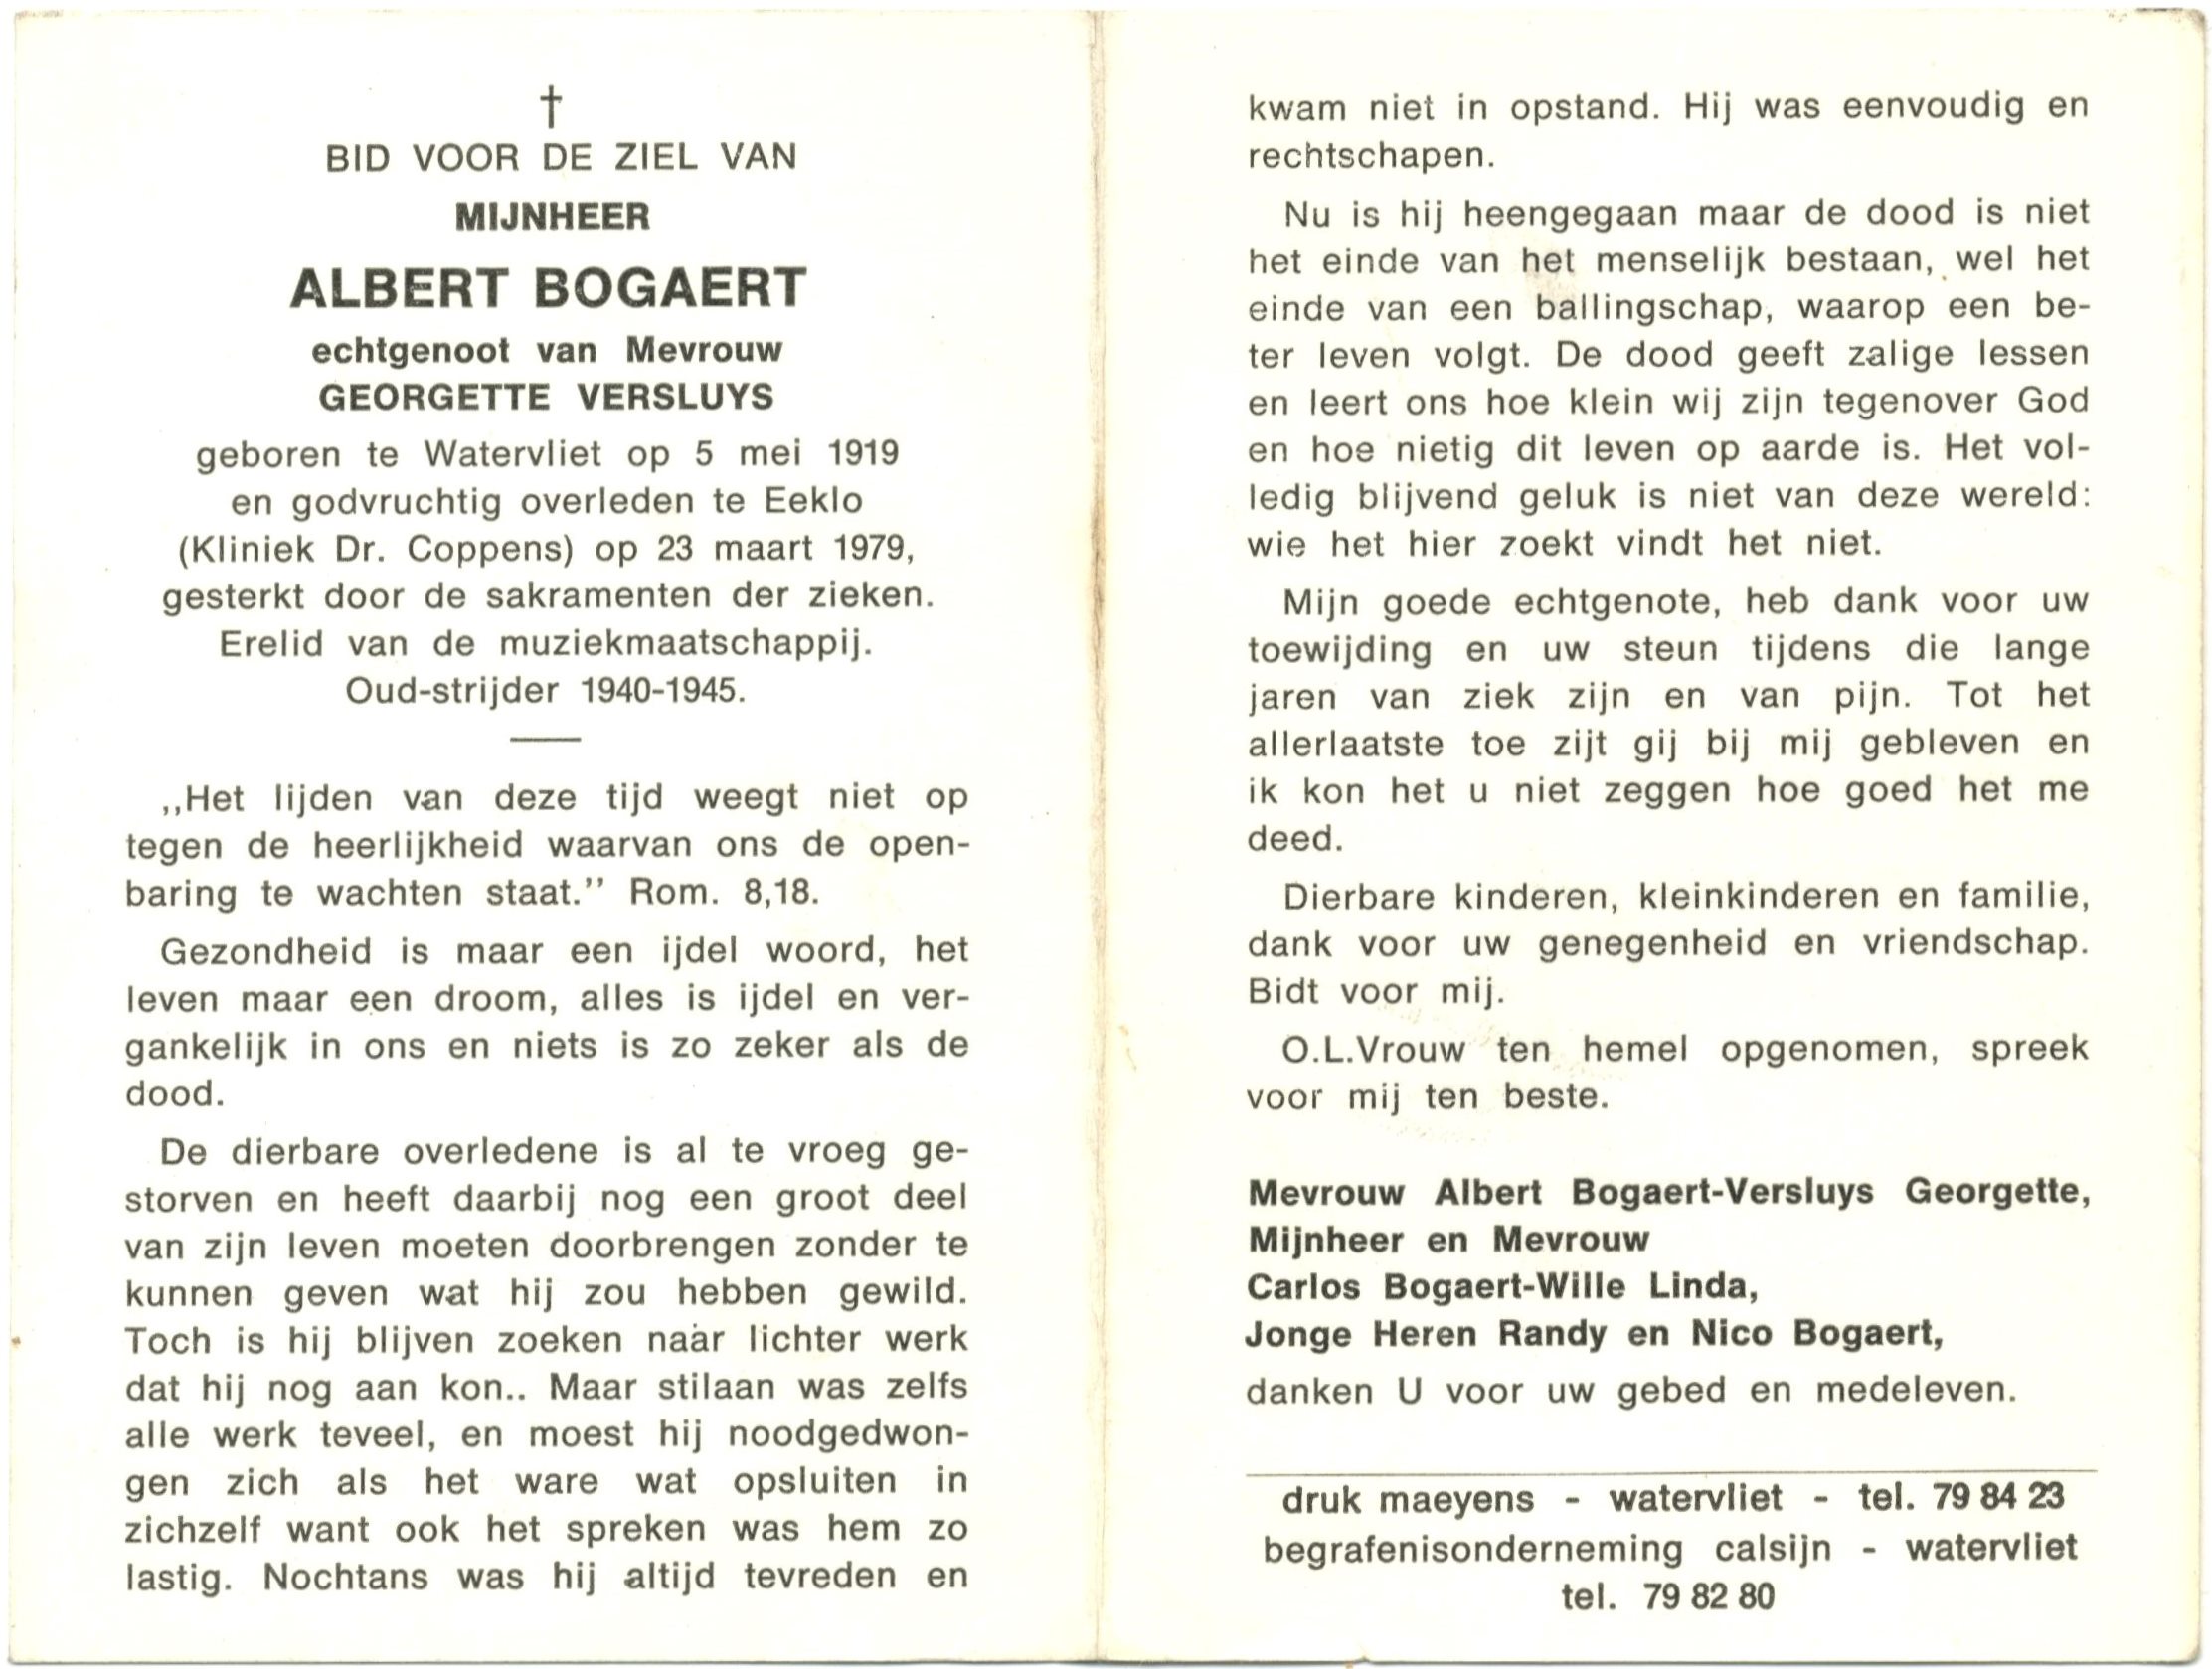 †
BID VOOR DE ZIEL VAN
MIJNHEER
ALBERT BOGAERT
echtgenoot van Mevrouw
GEORGETTE VERSLUYS
geboren te Watervliet op 5 mei 1919
en godvruchtig overleden te Eeklo
(Kliniek Dr. Coppens) op 23 maart 1979,
gesterkt door de sakramenten der zieken.
Erelid van de muziekmaatschappij.
Oud-strijder 1940-1945.
,,Het lijden van deze tijd weegt niet op
tegen de heerlijkheid waarvan ons de open-
baring te wachten staat.’’ Rom. 8,18.
Gezondheid is maar een ijdel woord, het
leven maar een droom, alles is ijdel en ver-
gankelijk in ons en niets is zo zeker als de
dood.
De dierbare overledene is al te vroeg ge-
storven en heeft daarbij nog een groot deel
van zijn leven moeten doorbrengen zonder te
kunnen geven wat hij zou hebben gewild.
Toch is hij blijven zoeken naar lichter werk
dat hij nog aan kon.. Maar stilaan was zelfs
alle werk teveel, en moest hij noodgedwon-
gen zich als het ware wat opsluiten in
zichzelf want ook het spreken was hem zo
lastig. Nochtans was hij altijd tevreden en
kwam niet in opstand. Hij was eenvoudig en
rechtschapen.
Nu is hij heengegaan maar de dood is niet
het einde van het menselijk bestaan, wel het
einde van een ballingschap, waarop een be-
ter leven volgt. De dood geeft zalige lessen
en leert ons hoe klein wij zijn tegenover God
en hoe nietig dit leven op aarde is. Het vol-
ledig blijvend geluk is niet van deze wereld:
wie het hier zoekt vindt het niet.
Mijn goede echtgenote, heb dank voor uw
toewijding en uw steun tijdens die lange
jaren van ziek zijn en van pijn. Tot het
allerlaatste toe zijt gij bij mij gebleven en
ik kon het u niet zeggen hoe goed het me
deed.
Dierbare kinderen, kleinkinderen en familie,
dank voor uw genegenheid en vriendschap.
Bidt voor mij.
O.L.Vrouw ten hemel opgenomen, spreek
voor mij ten beste.
Mevrouw Albert Bogaert-Versluys Georgette,
Mijnheer en Mevrouw
Carlos Bogaert-Wille Linda,
Jonge Heren Randy en Nico Bogaert,
danken U voor uw gebed en medeleven.
druk maeyens - watervliet - tel. 79 84 23
begrafenisonderneming calsijn - watervliet
tel. 79 82 80